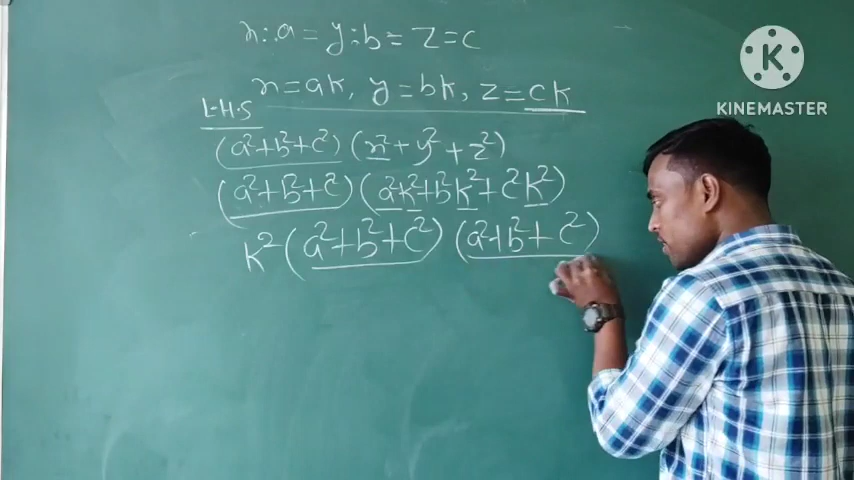 x:a = y:b = z=c
x=ak, y=bk, z=ck
L.H.S
(a²+b²+c²) (x²+y²+z²)
(a²+b²+c²) (a²k²+b²k²+c²k²)
k² (a²+b²+c²) (a²+b²+c²)
K
KINEMASTER